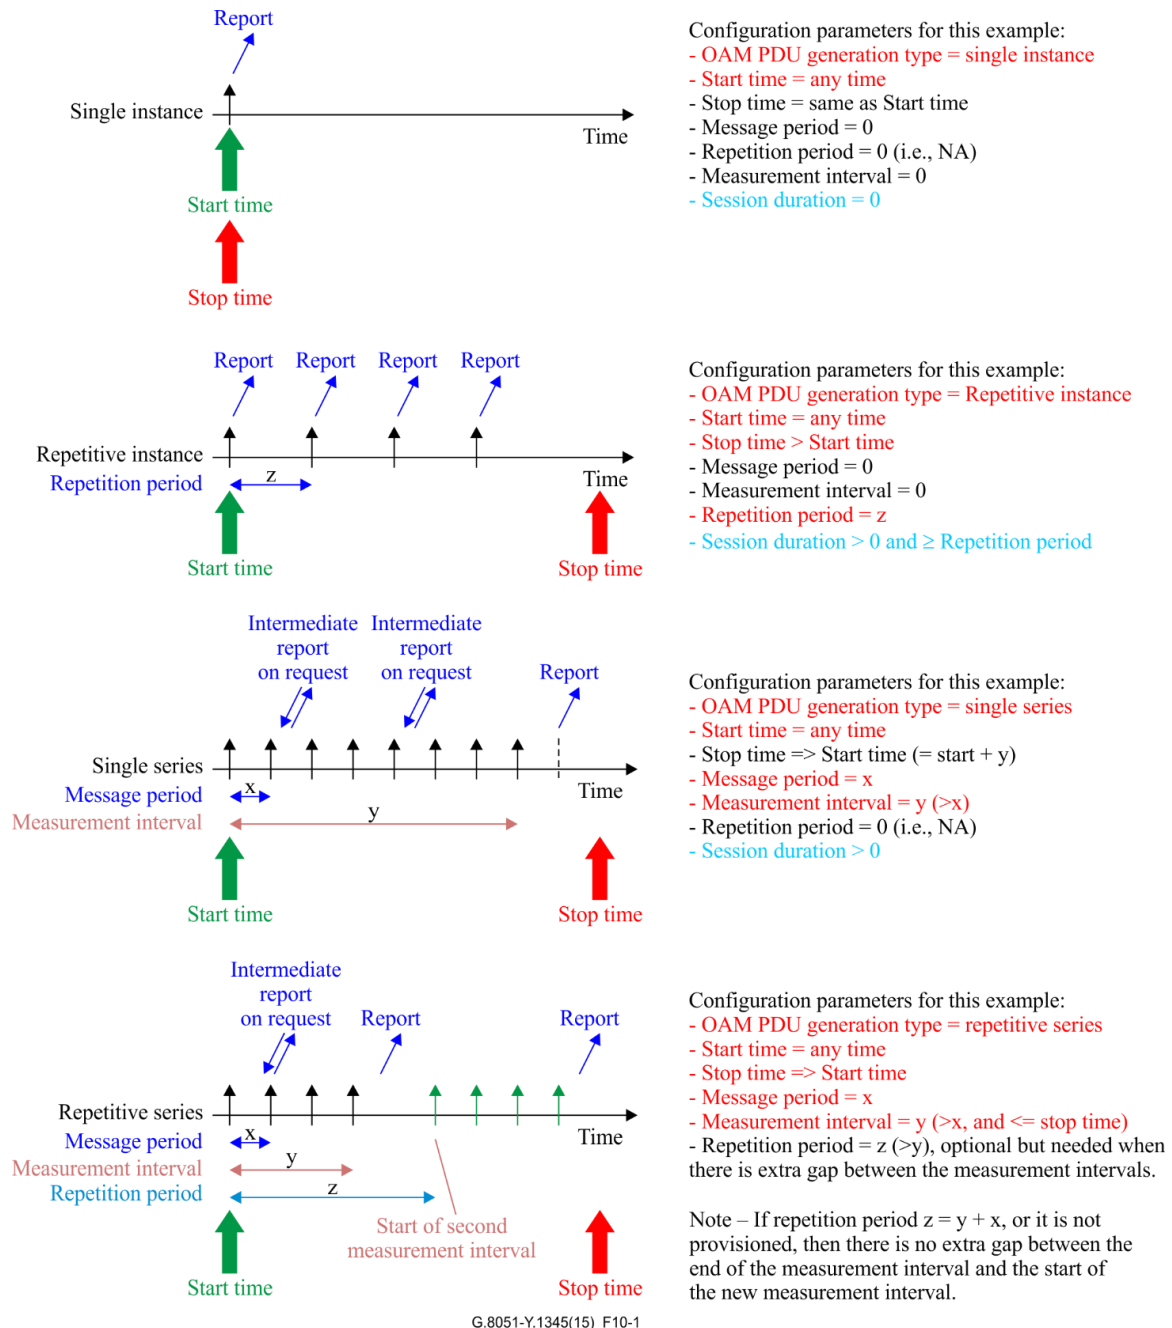 Report
Single instance
Time
Start time
Stop time
Configuration parameters for this example:
- OAM PDU generation type = single instance
- Start time = any time
- Stop time = same as Start time
- Message period = 0
- Repetition period = 0 (i.e., NA)
- Measurement interval = 0
- Session duration = 0
Report Report Report Report
Repetitive instance
Time
Repetition period
z
Start time
Stop time
Configuration parameters for this example:
- OAM PDU generation type = Repetitive instance
- Start time = any time
- Stop time > Start time
- Message period = 0
- Measurement interval = 0
- Repetition period = z
- Session duration > 0 and ≥ Repetition period
Intermediate
report
on request
Intermediate
report
on request
Report
Single series
Time
Message period
x
Measurement interval
y
Start time
Stop time
Configuration parameters for this example:
- OAM PDU generation type = single series
- Start time = any time
- Stop time => Start time (= start + y)
- Message period = x
- Measurement interval = y (>x)
- Repetition period = 0 (i.e., NA)
- Session duration > 0
Intermediate
report
on request
Report
Report
Repetitive series
Time
Message period
x
Measurement interval
y
Repetition period
z
Start of second
measurement interval
Start time
Stop time
Configuration parameters for this example:
- OAM PDU generation type = repetitive series
- Start time = any time
- Stop time => Start time
- Message period = x
- Measurement interval = y (>x, and <= stop time)
- Repetition period = z (>y), optional but needed when
there is extra gap between the measurement intervals.
Note – If repetition period z = y + x, or it is not
provisioned, then there is no extra gap between the
end of the measurement interval and the start of
the new measurement interval.
G.8051-Y.1345(15)_F10-1